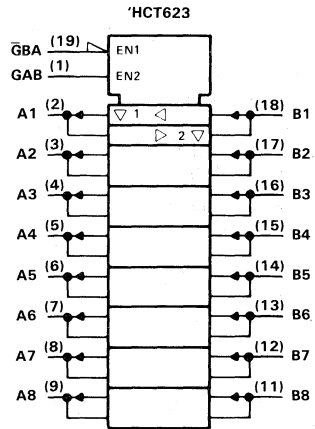 'HCT623
G̅BA (19) EN1
GAB (1) EN2
A1 (2) ▽ 1 ◁ (18) B1
▷ 2 ▽
A2 (3) (17) B2
A3 (4) (16) B3
A4 (5) (15) B4
A5 (6) (14) B5
A6 (7) (13) B6
A7 (8) (12) B7
A8 (9) (11) B8